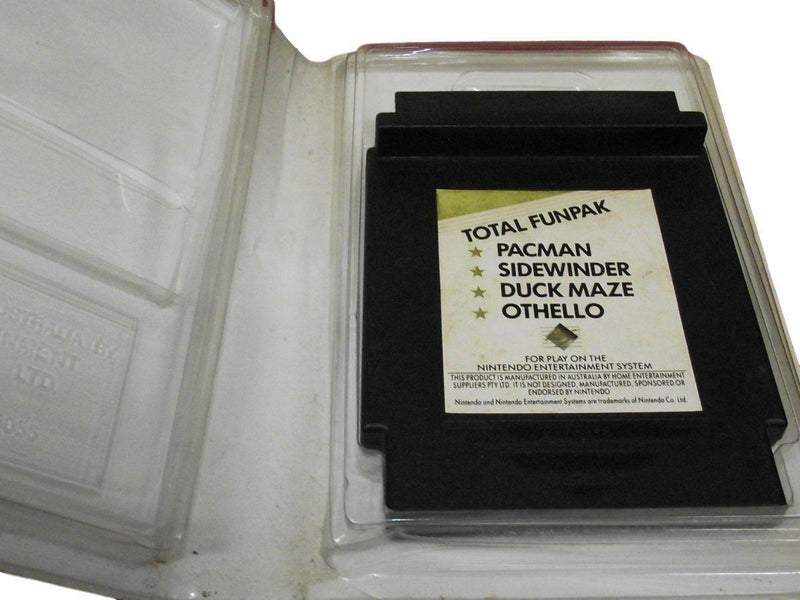 TOTAL FUNPAK
PACMAN
SIDEWINDER
DUCK MAZE
OTHELLO
FOR PLAY ON THE
NINTENDO ENTERTAINMENT SYSTEM
THIS PRODUCT IS MANUFACTURED IN AUSTRALIA BY HOME ENTERTAINMENT
SUPPLIERS PTY LTD. IT IS NOT DESIGNED, MANUFACTURED, SPONSORED OR
ENDORSED BY NINTENDO
Nintendo and Nintendo Entertainment Systems are trademarks of Nintendo Co. Ltd.
BY
LTD.